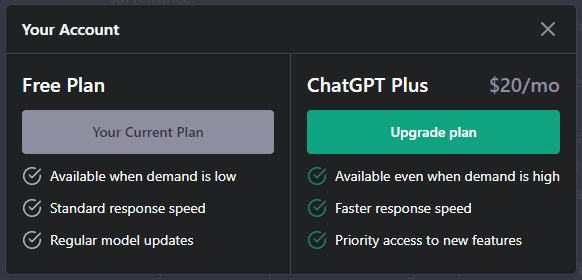 Your Account
Free Plan
Your Current Plan
Available when demand is low
Standard response speed
Regular model updates
ChatGPT Plus $20/mo
Upgrade plan
Available even when demand is high
Faster response speed
Priority access to new features